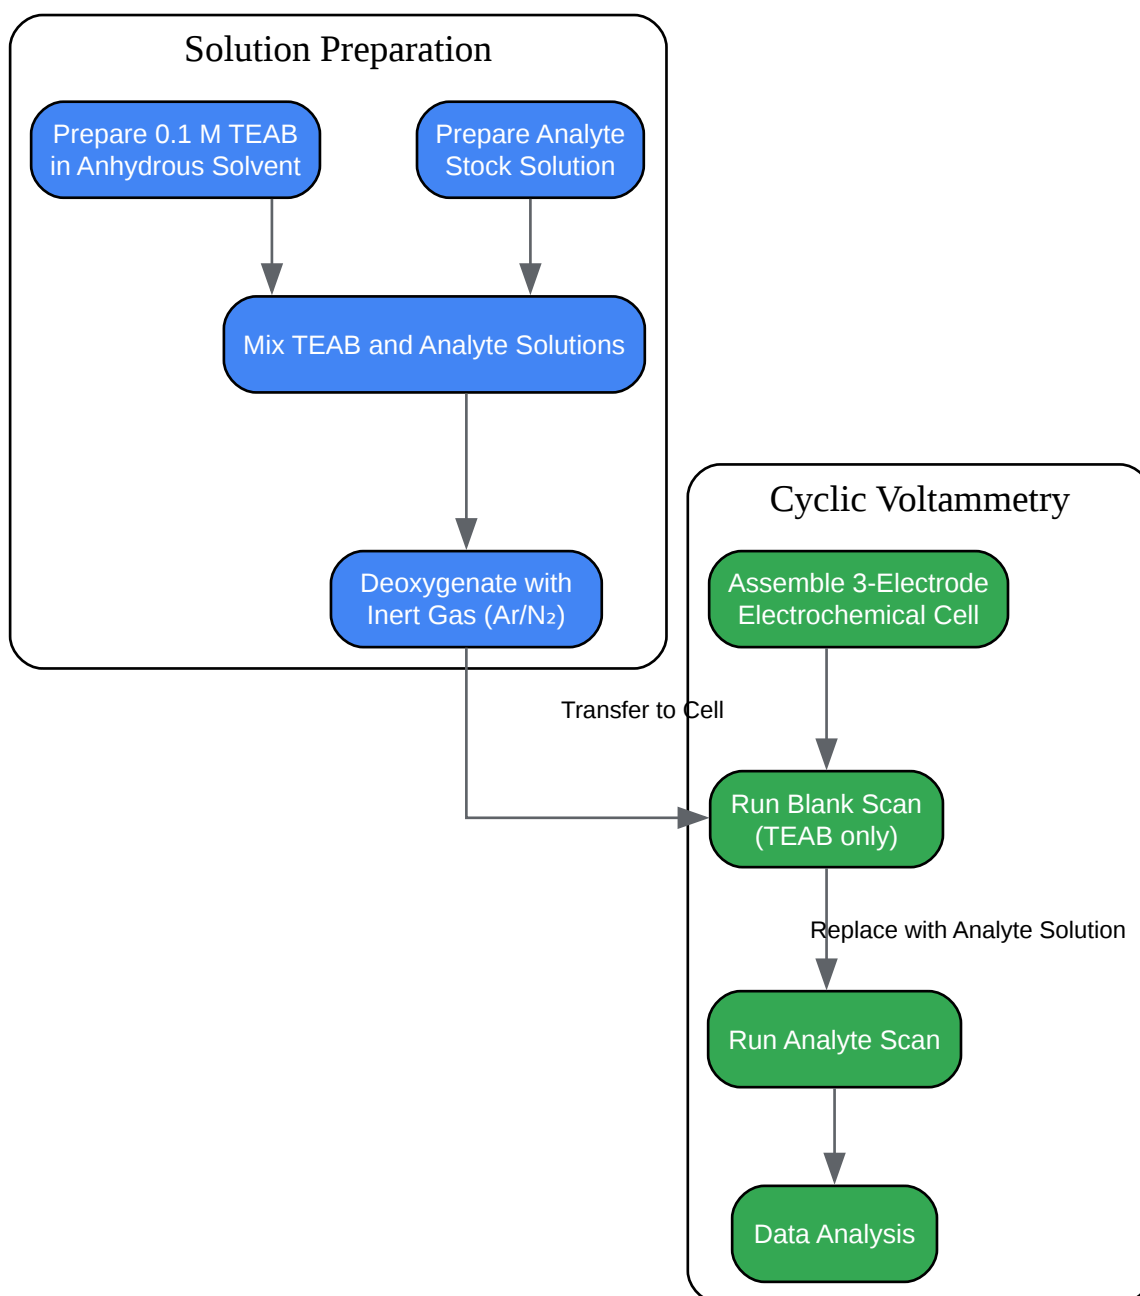 Solution Preparation
Prepare 0.1 M TEAB
in Anhydrous Solvent
Prepare Analyte
Stock Solution
Mix TEAB and Analyte Solutions
Deoxygenate with
Inert Gas (Ar/N₂)
Transfer to Cell
Cyclic Voltammetry
Assemble 3-Electrode
Electrochemical Cell
Run Blank Scan
(TEAB only)
Replace with Analyte Solution
Run Analyte Scan
Data Analysis